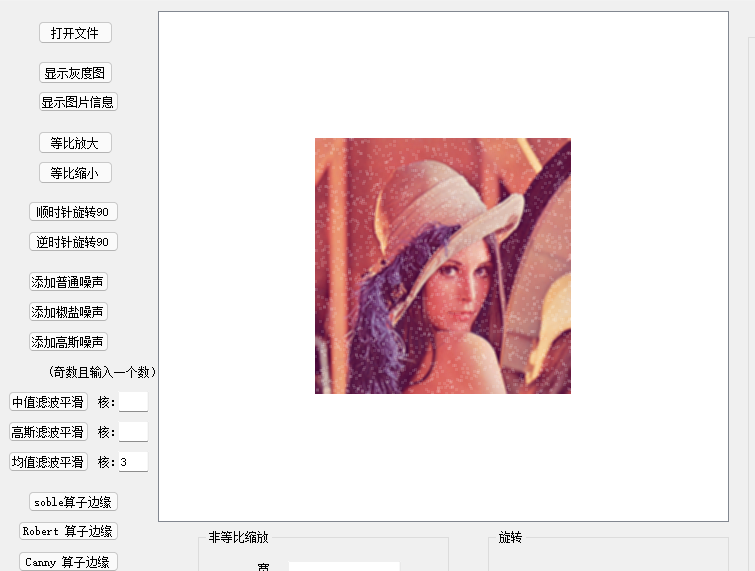 打开文件
显示灰度图
显示图片信息
等比放大
等比缩小
顺时针旋转90
逆时针旋转90
添加普通噪声
添加椒盐噪声
添加高斯噪声
(奇数且输入一个数)
中值滤波平滑 核:
高斯滤波平滑 核:
均值滤波平滑 核: 3
soble算子边缘
Robert 算子边缘
Canny 算子边缘
非等比缩放
宽
旋转